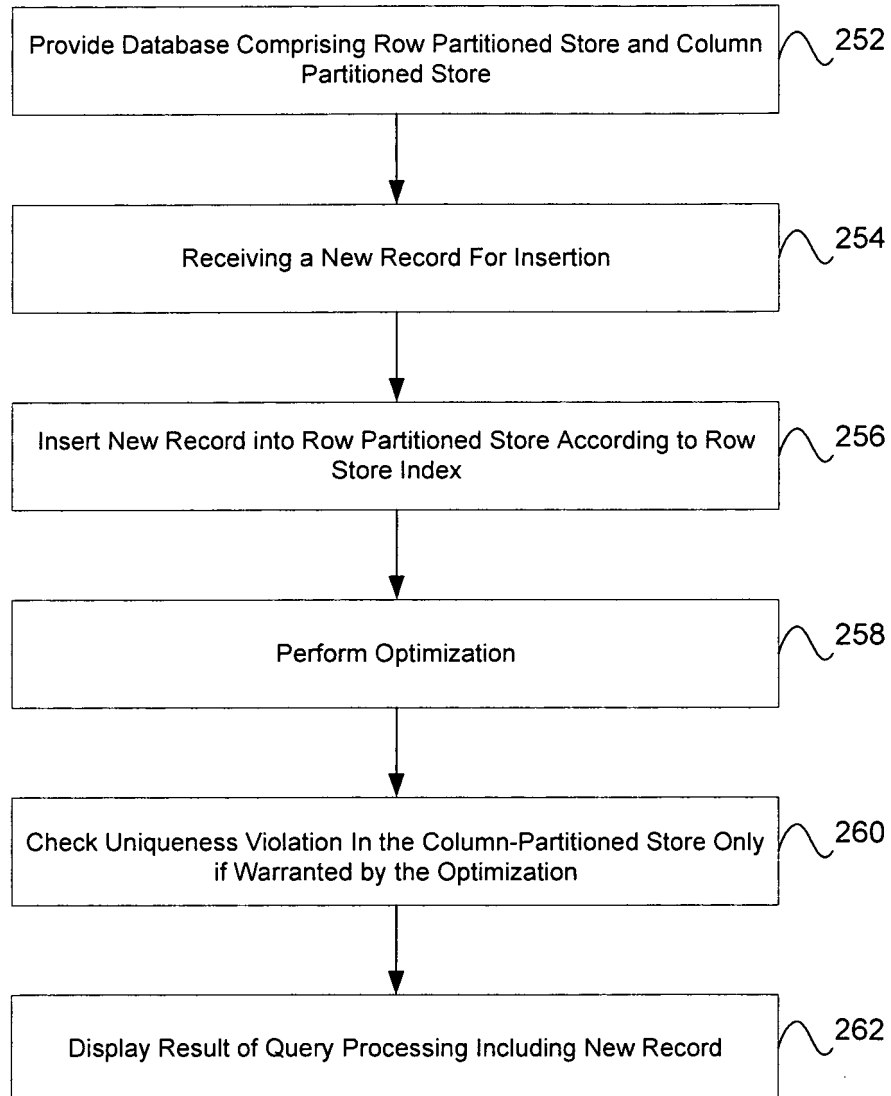 Provide Database Comprising Row Partitioned Store and Column
Partitioned Store
252
Receiving a New Record For Insertion
254
Insert New Record into Row Partitioned Store According to Row
Store Index
256
Perform Optimization
258
Check Uniqueness Violation In the Column-Partitioned Store Only
if Warranted by the Optimization
260
Display Result of Query Processing Including New Record
262